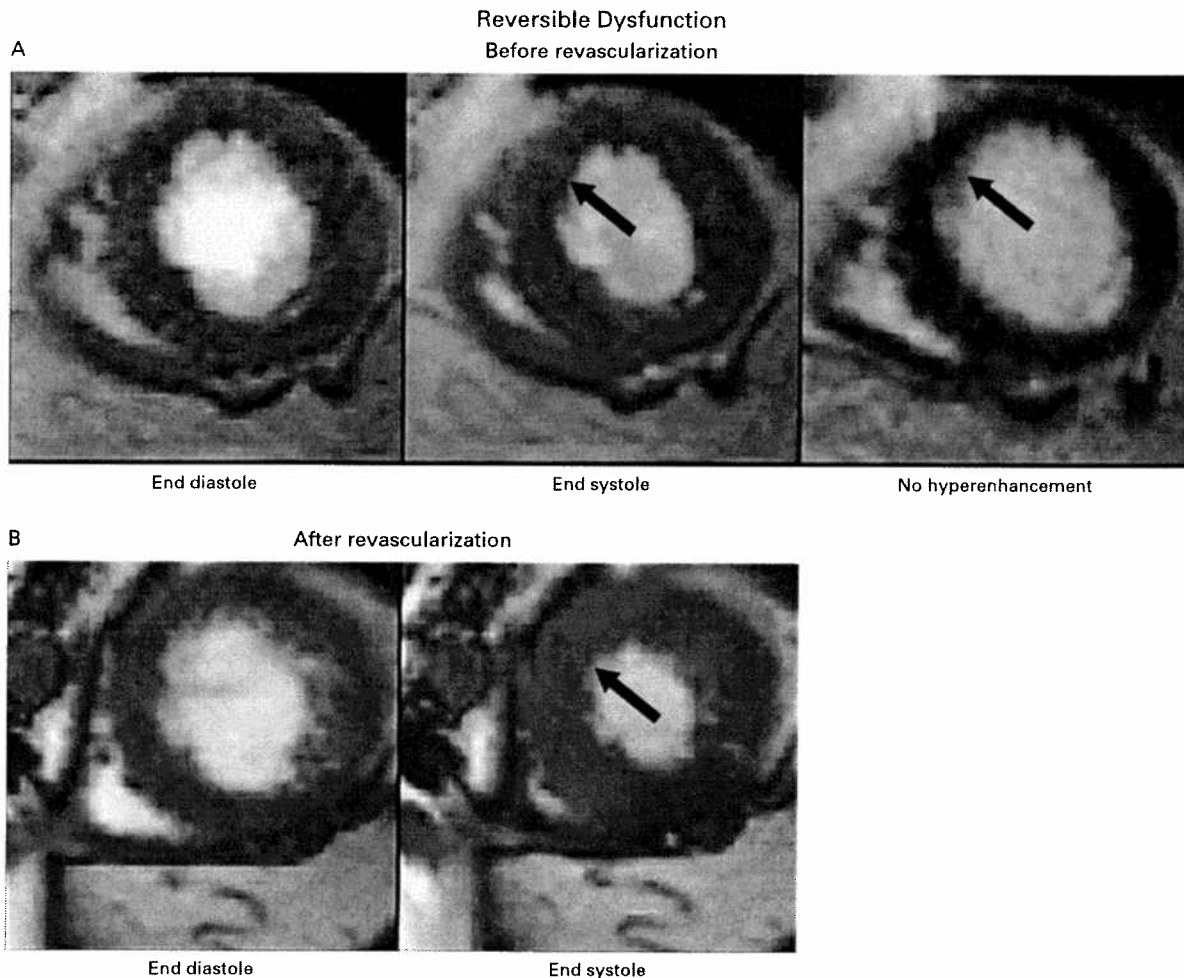 Reversible Dysfunction
A
Before revascularization
End diastole
End systole
No hyperenhancement
B
After revascularization
End diastole
End systole